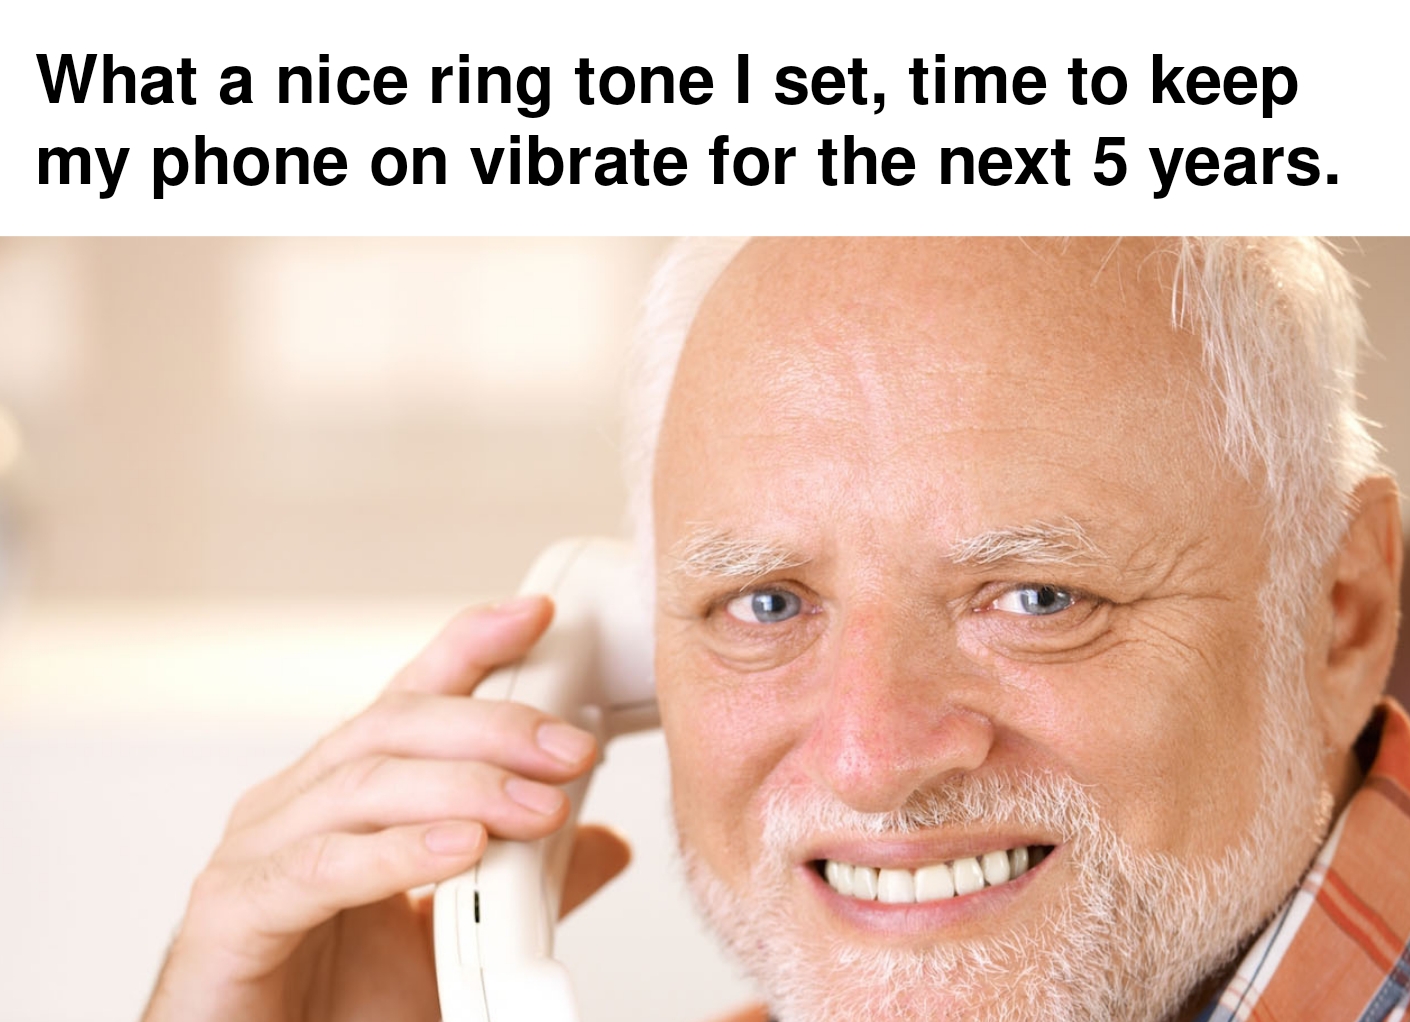 What a nice ring tone I set, time to keep
my phone on vibrate for the next 5 years.